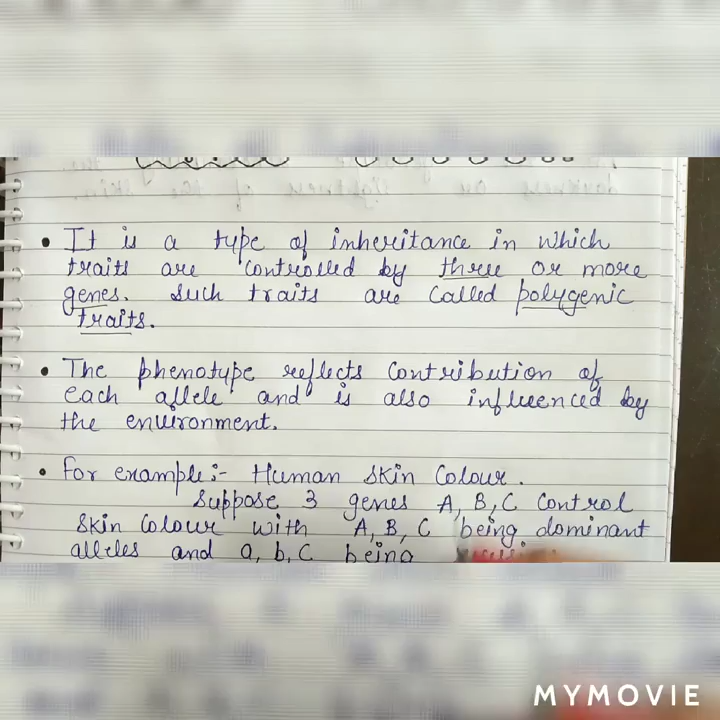 • It is a type of inheritance in which
traits are controlled by three or more
genes. Such traits are called polygenic
traits.
• The phenotype reflects contribution of
each allele and is also influenced by
the environment.
• For example:- Human Skin Colour.
Suppose 3 genes A, B, C control
Skin Colour with A, B, C being dominant
alleles and a, b, c being
MYMOVIE